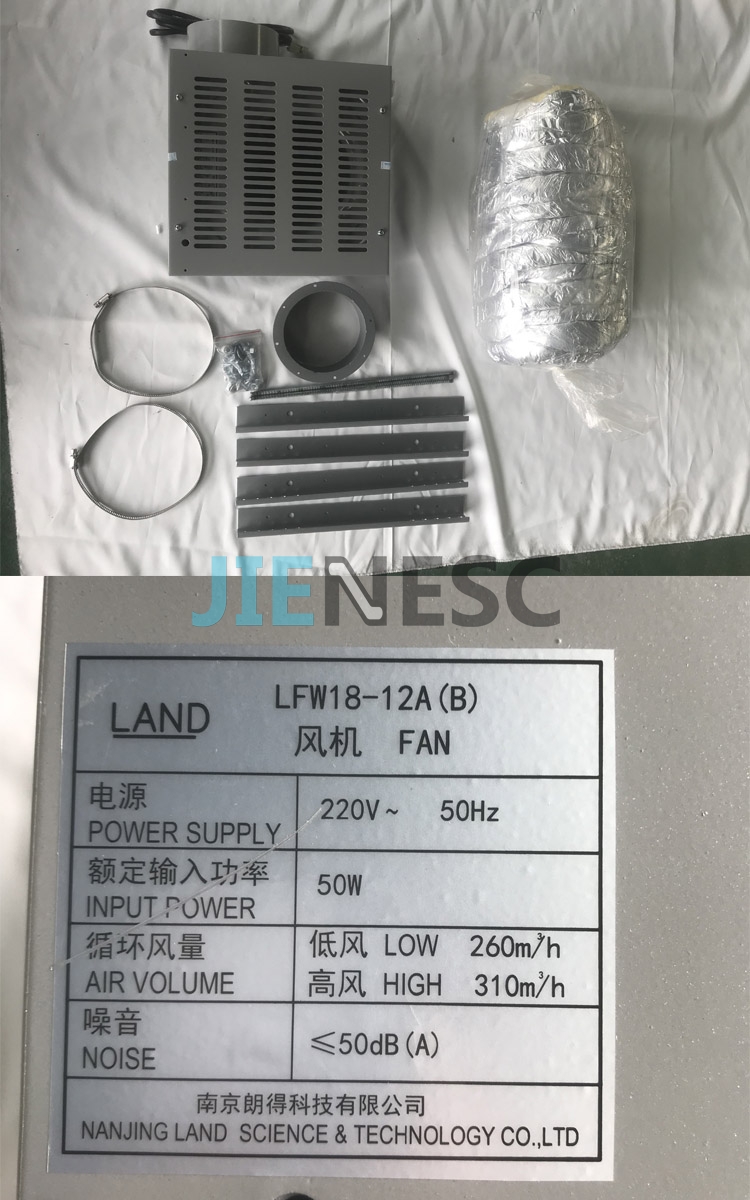 JIENESC
LAND
LFW18-12A(B)
风机 FAN
电源
POWER SUPPLY
220V~ 50Hz
额定输入功率
INPUT POWER
50W
循环风量
AIR VOLUME
低风 LOW 260m³/h
高风 HIGH 310m³/h
噪音
NOISE
≤50dB(A)
南京朗得科技有限公司
NANJING LAND SCIENCE & TECHNOLOGY CO.,LTD